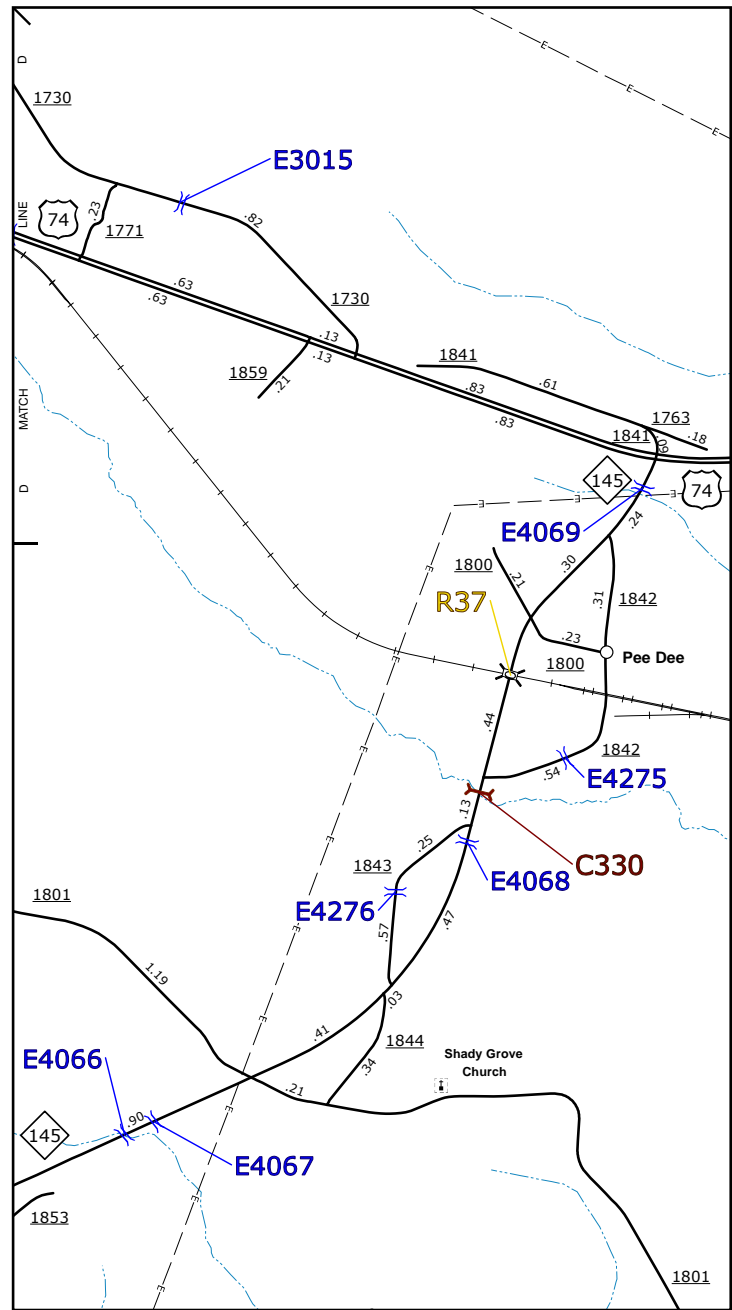 E
E
E
D
1730
E3015
LINE
74
.23
1771
.82
.63
.63
1730
.13
.13
1859
.21
1841
.61
.83
.83
1763
1841
.09
.18
MATCH
D
145
E
E
E
74
E4069
.24
E
1800
.21
.30
R37
.31
1842
.23
1800
Pee Dee
E
E
.44
1842
E
.54
E4275
.13
E
.25
1843
E4068
C330
1801
E4276
.57
.47
E
1.19
.03
.41
E
1844
E4066
.34
Shady Grove
Church
.21
.90
145
E
E4067
E
1853
1801
E